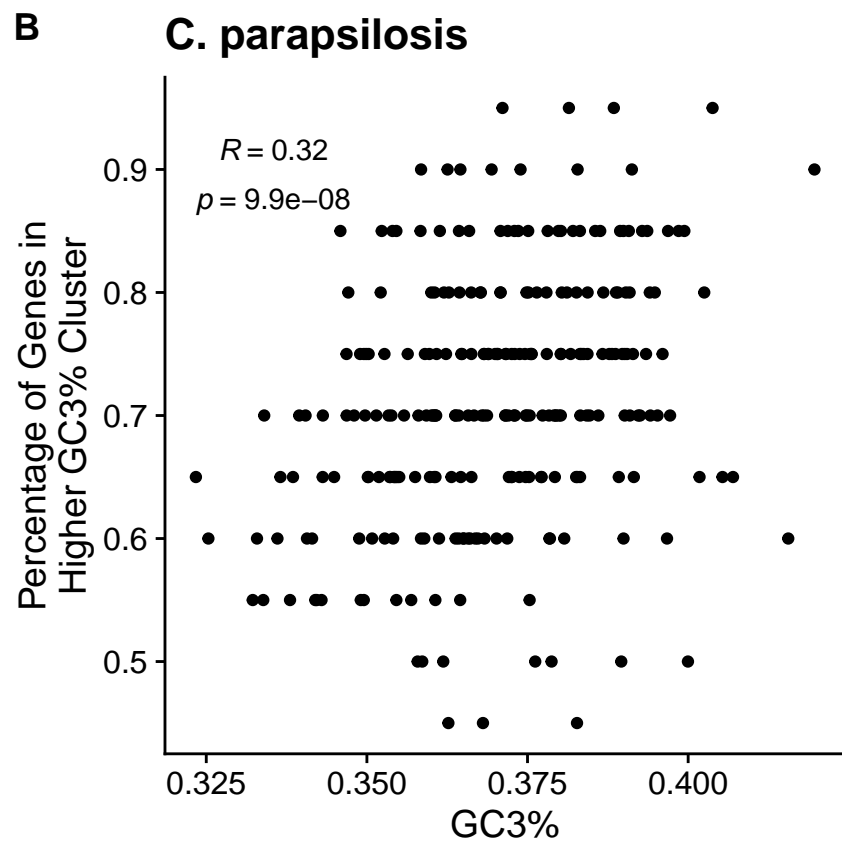 B
C. parapsilosis
R = 0.32
p = 9.9e−08
Percentage of Genes in
Higher GC3% Cluster
0.9
0.8
0.7
0.6
0.5
0.325 0.350 0.375 0.400
GC3%